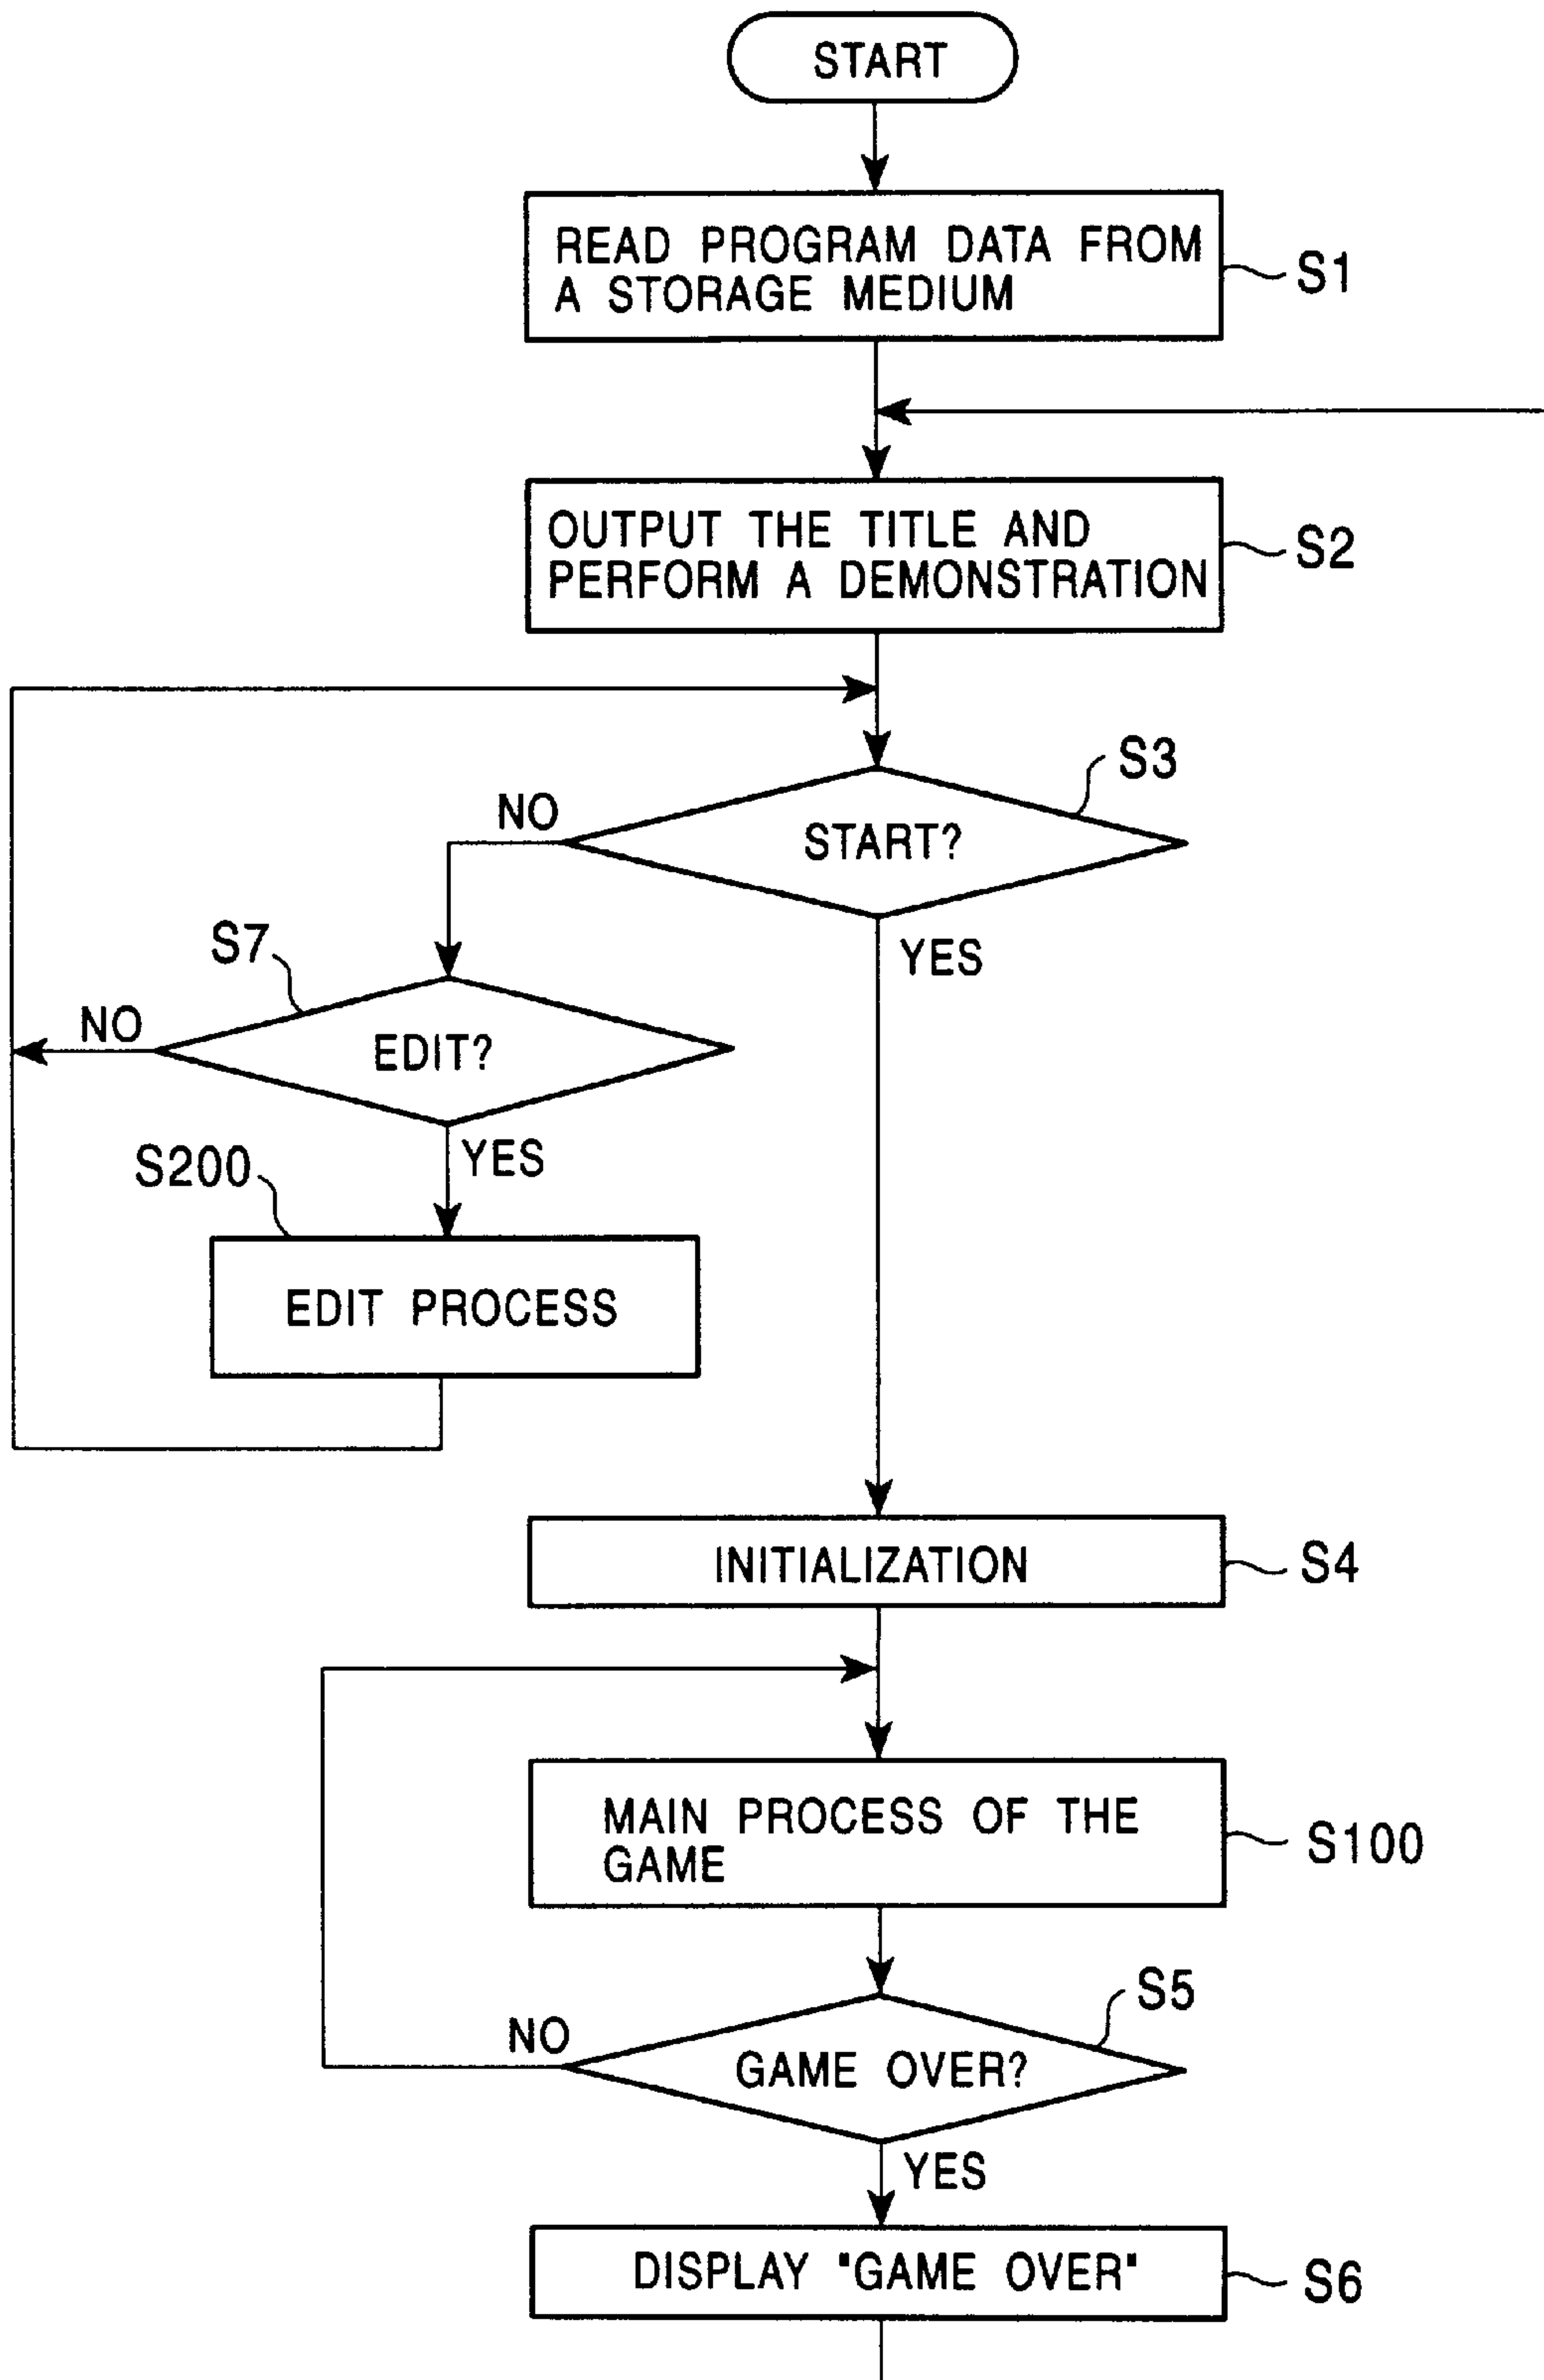 START
READ PROGRAM DATA FROM
A STORAGE MEDIUM
S1
OUTPUT THE TITLE AND
PERFORM A DEMONSTRATION
S2
S3
NO
START?
YES
S7
NO
EDIT?
YES
S200
EDIT PROCESS
INITIALIZATION
S4
MAIN PROCESS OF THE
GAME
S100
S5
NO
GAME OVER?
YES
DISPLAY "GAME OVER"
S6